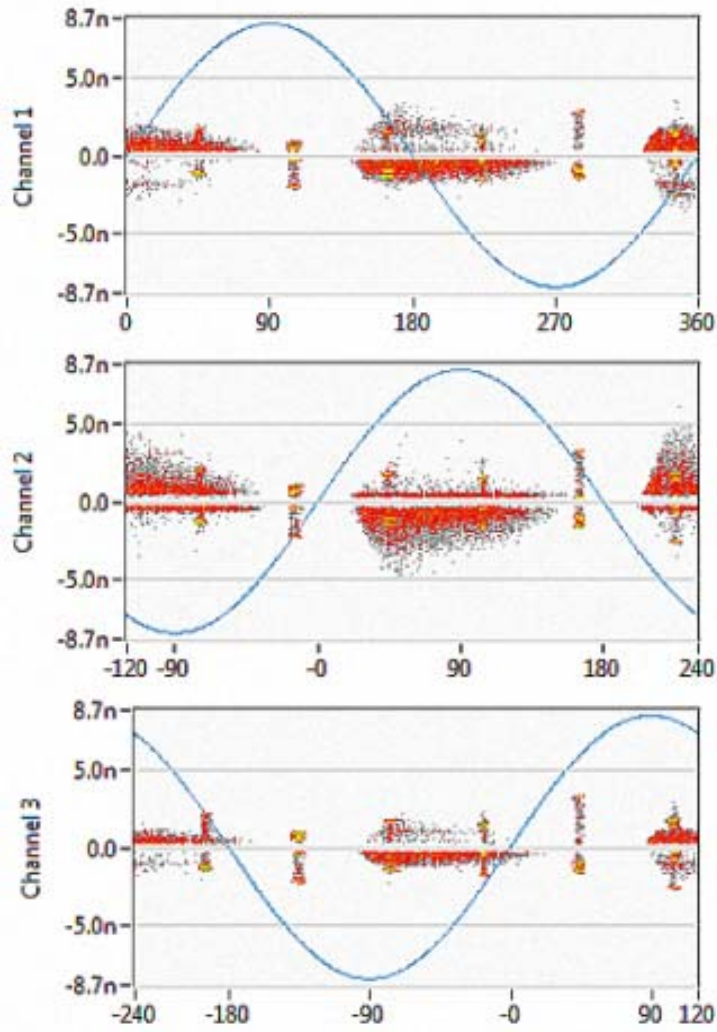 Channel 1
8.7n
5.0n
0.0
-5.0n
-8.7n
0 90 180 270 360
Channel 2
8.7n
5.0n
0.0
-5.0n
-8.7n
-120 -90 -0 90 180 240
Channel 3
8.7n
5.0n
0.0
-5.0n
-8.7n
-240 -180 -90 -0 90 120